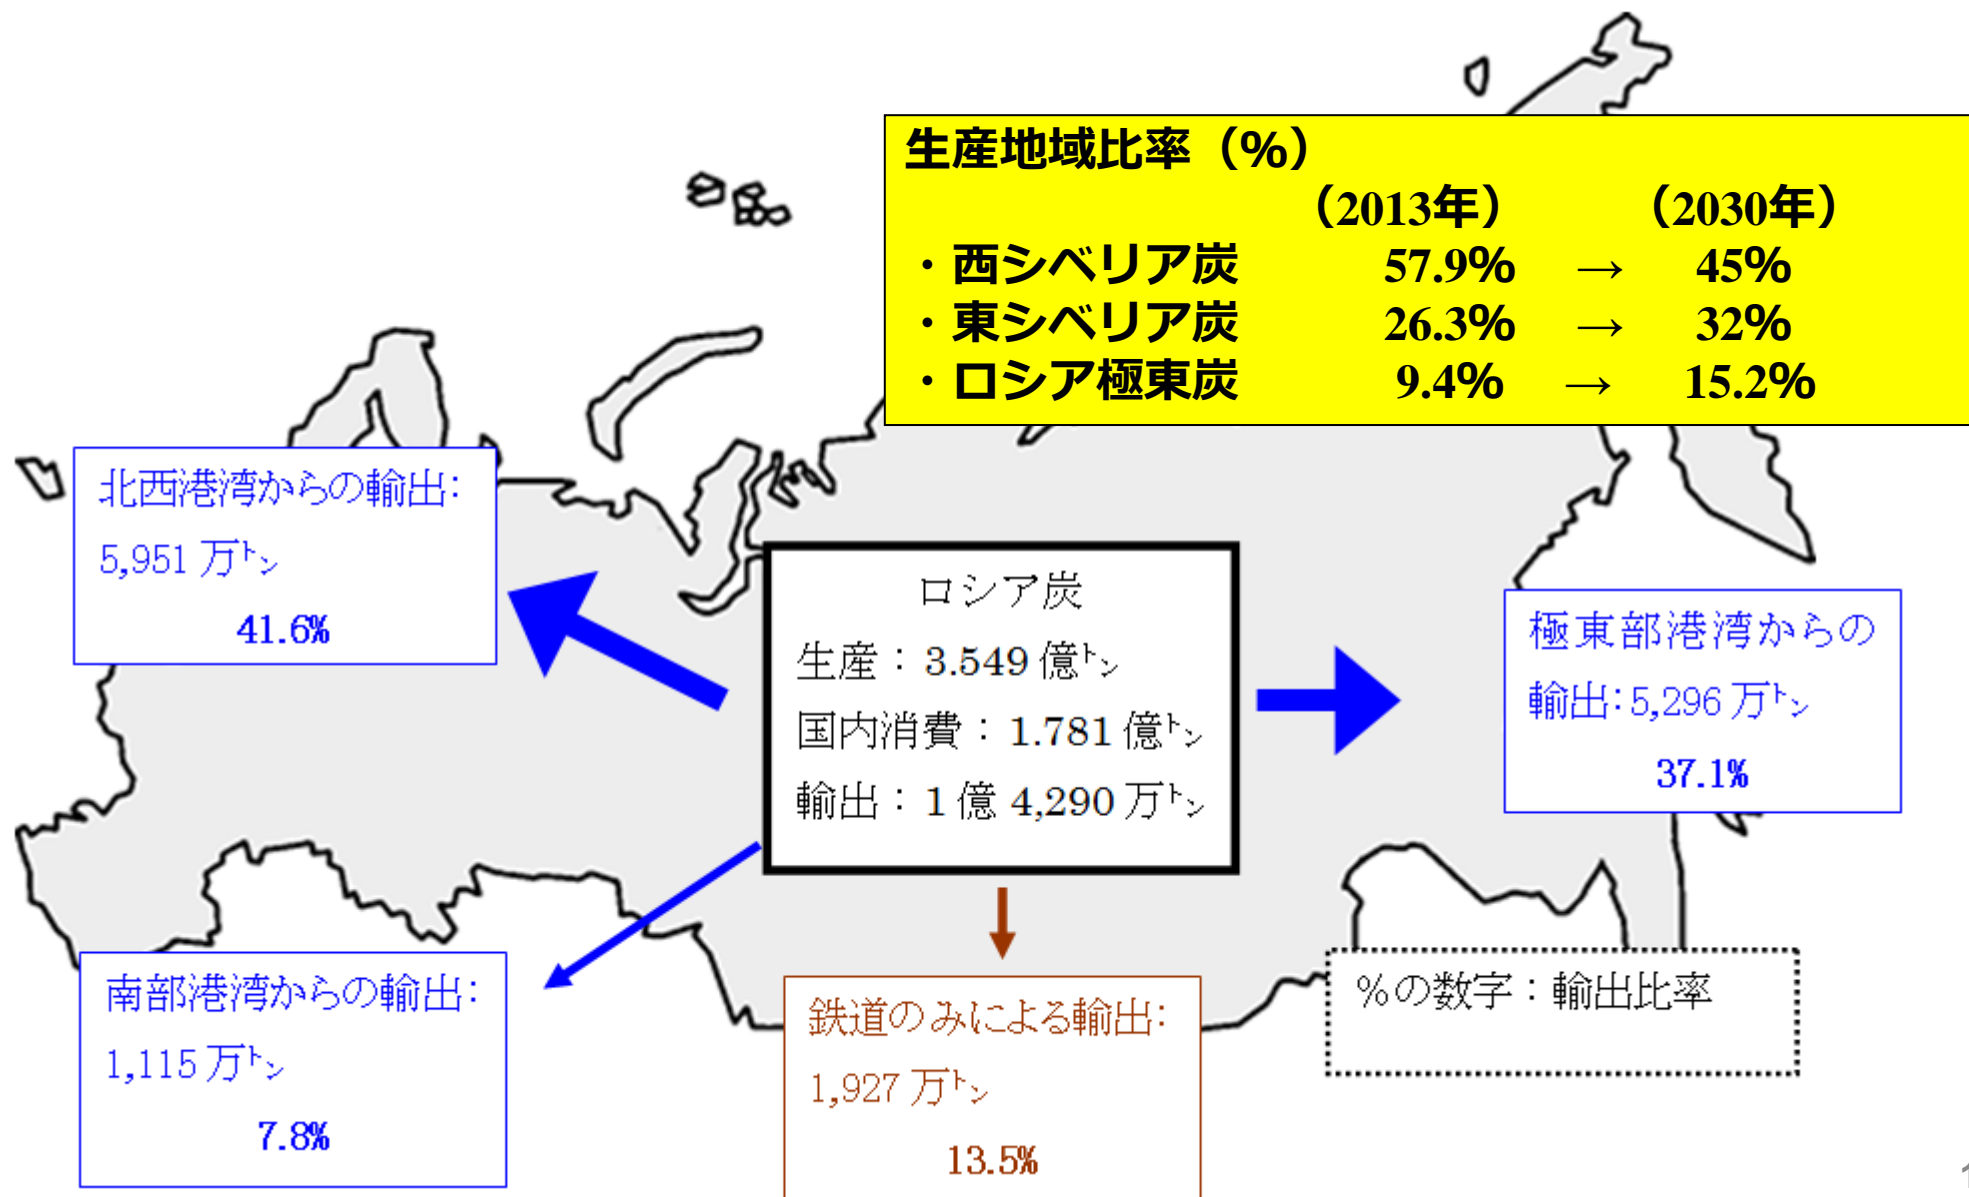 生産地域比率（%）
（2013年） （2030年）
・西シベリア炭 57.9% → 45%
・東シベリア炭 26.3% → 32%
・ロシア極東炭 9.4% → 15.2%
北西港湾からの輸出：
5,951 万㌧
41.6%
ロシア炭
生産：3.549 億㌧
国内消費：1.781 億㌧
輸出：1 億 4,290 万㌧
極東部港湾からの
輸出：5,296 万㌧
37.1%
南部港湾からの輸出：
1,115 万㌧
7.8%
鉄道のみによる輸出：
1,927 万㌧
13.5%
%の数字：輸出比率